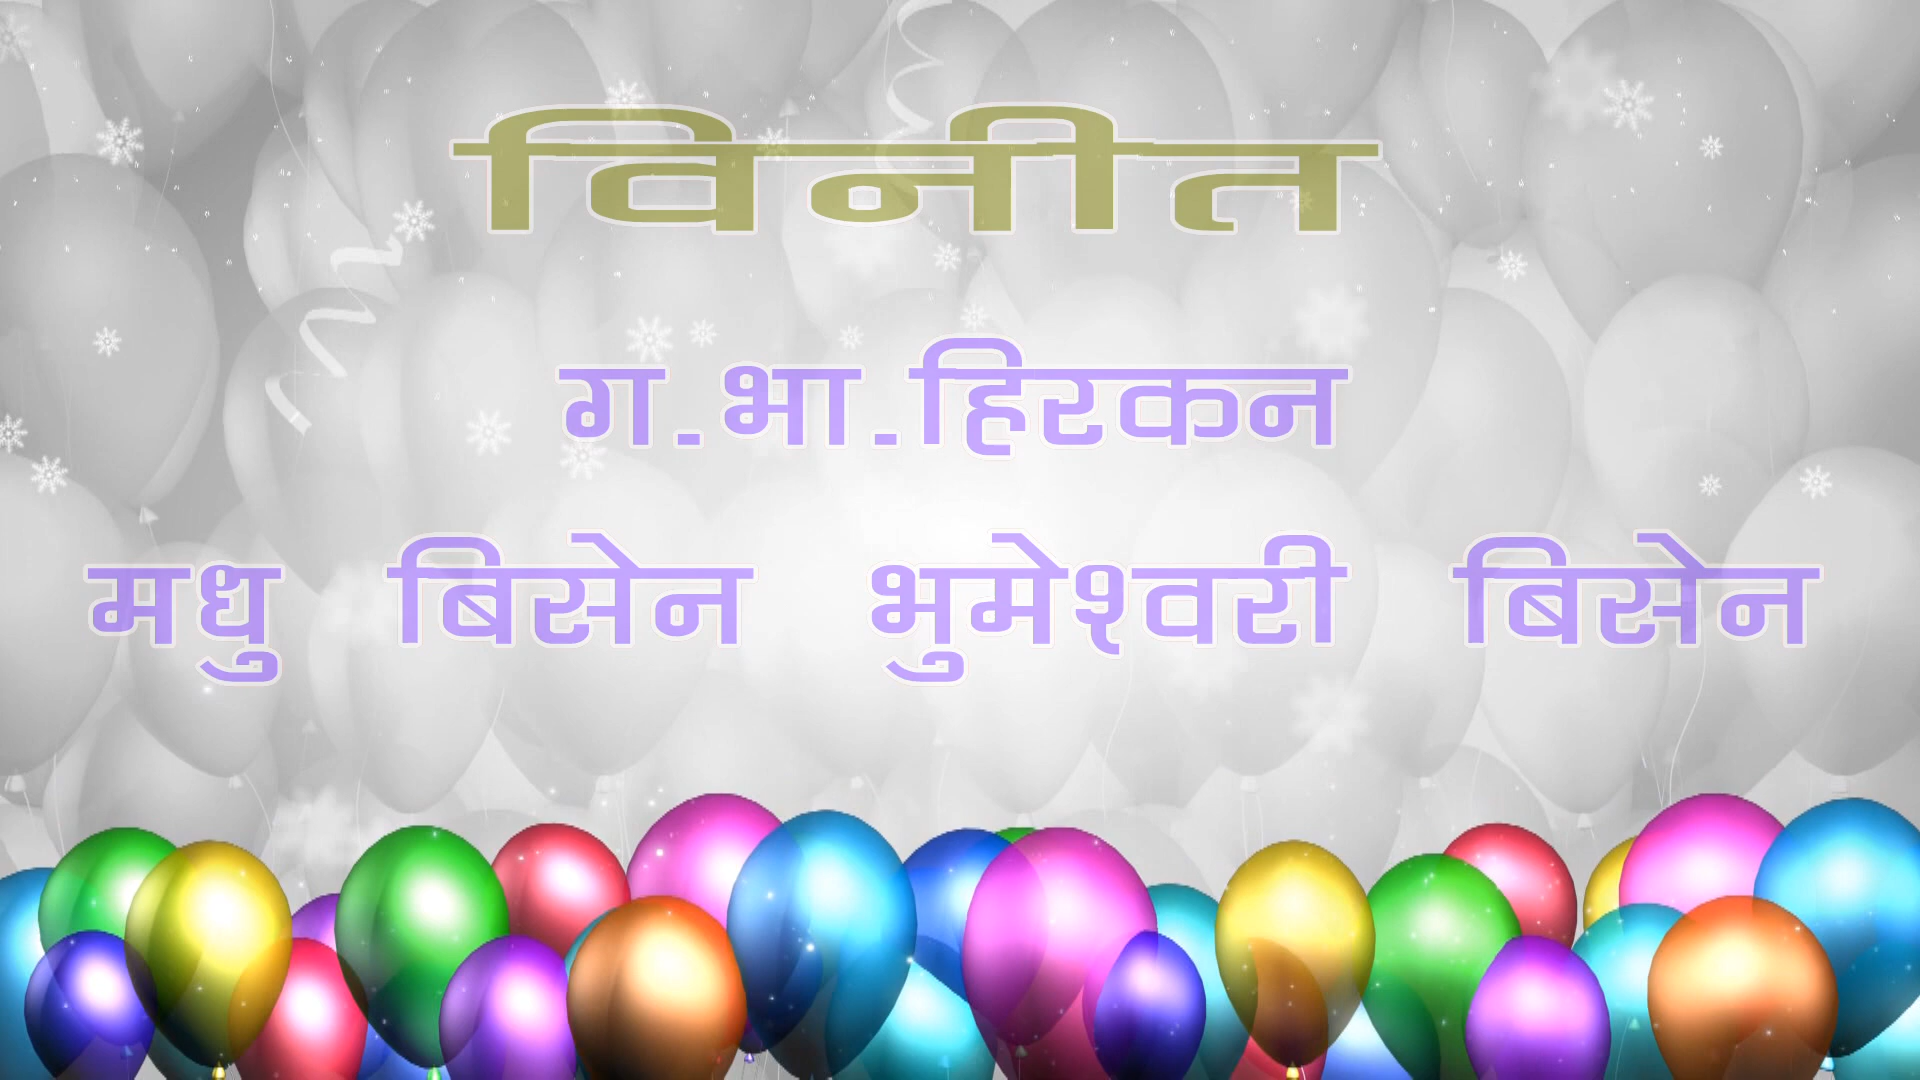 विनीत
ग.भा.हिरकन
मधु बिसेन भुमेश्वरी बिसेन